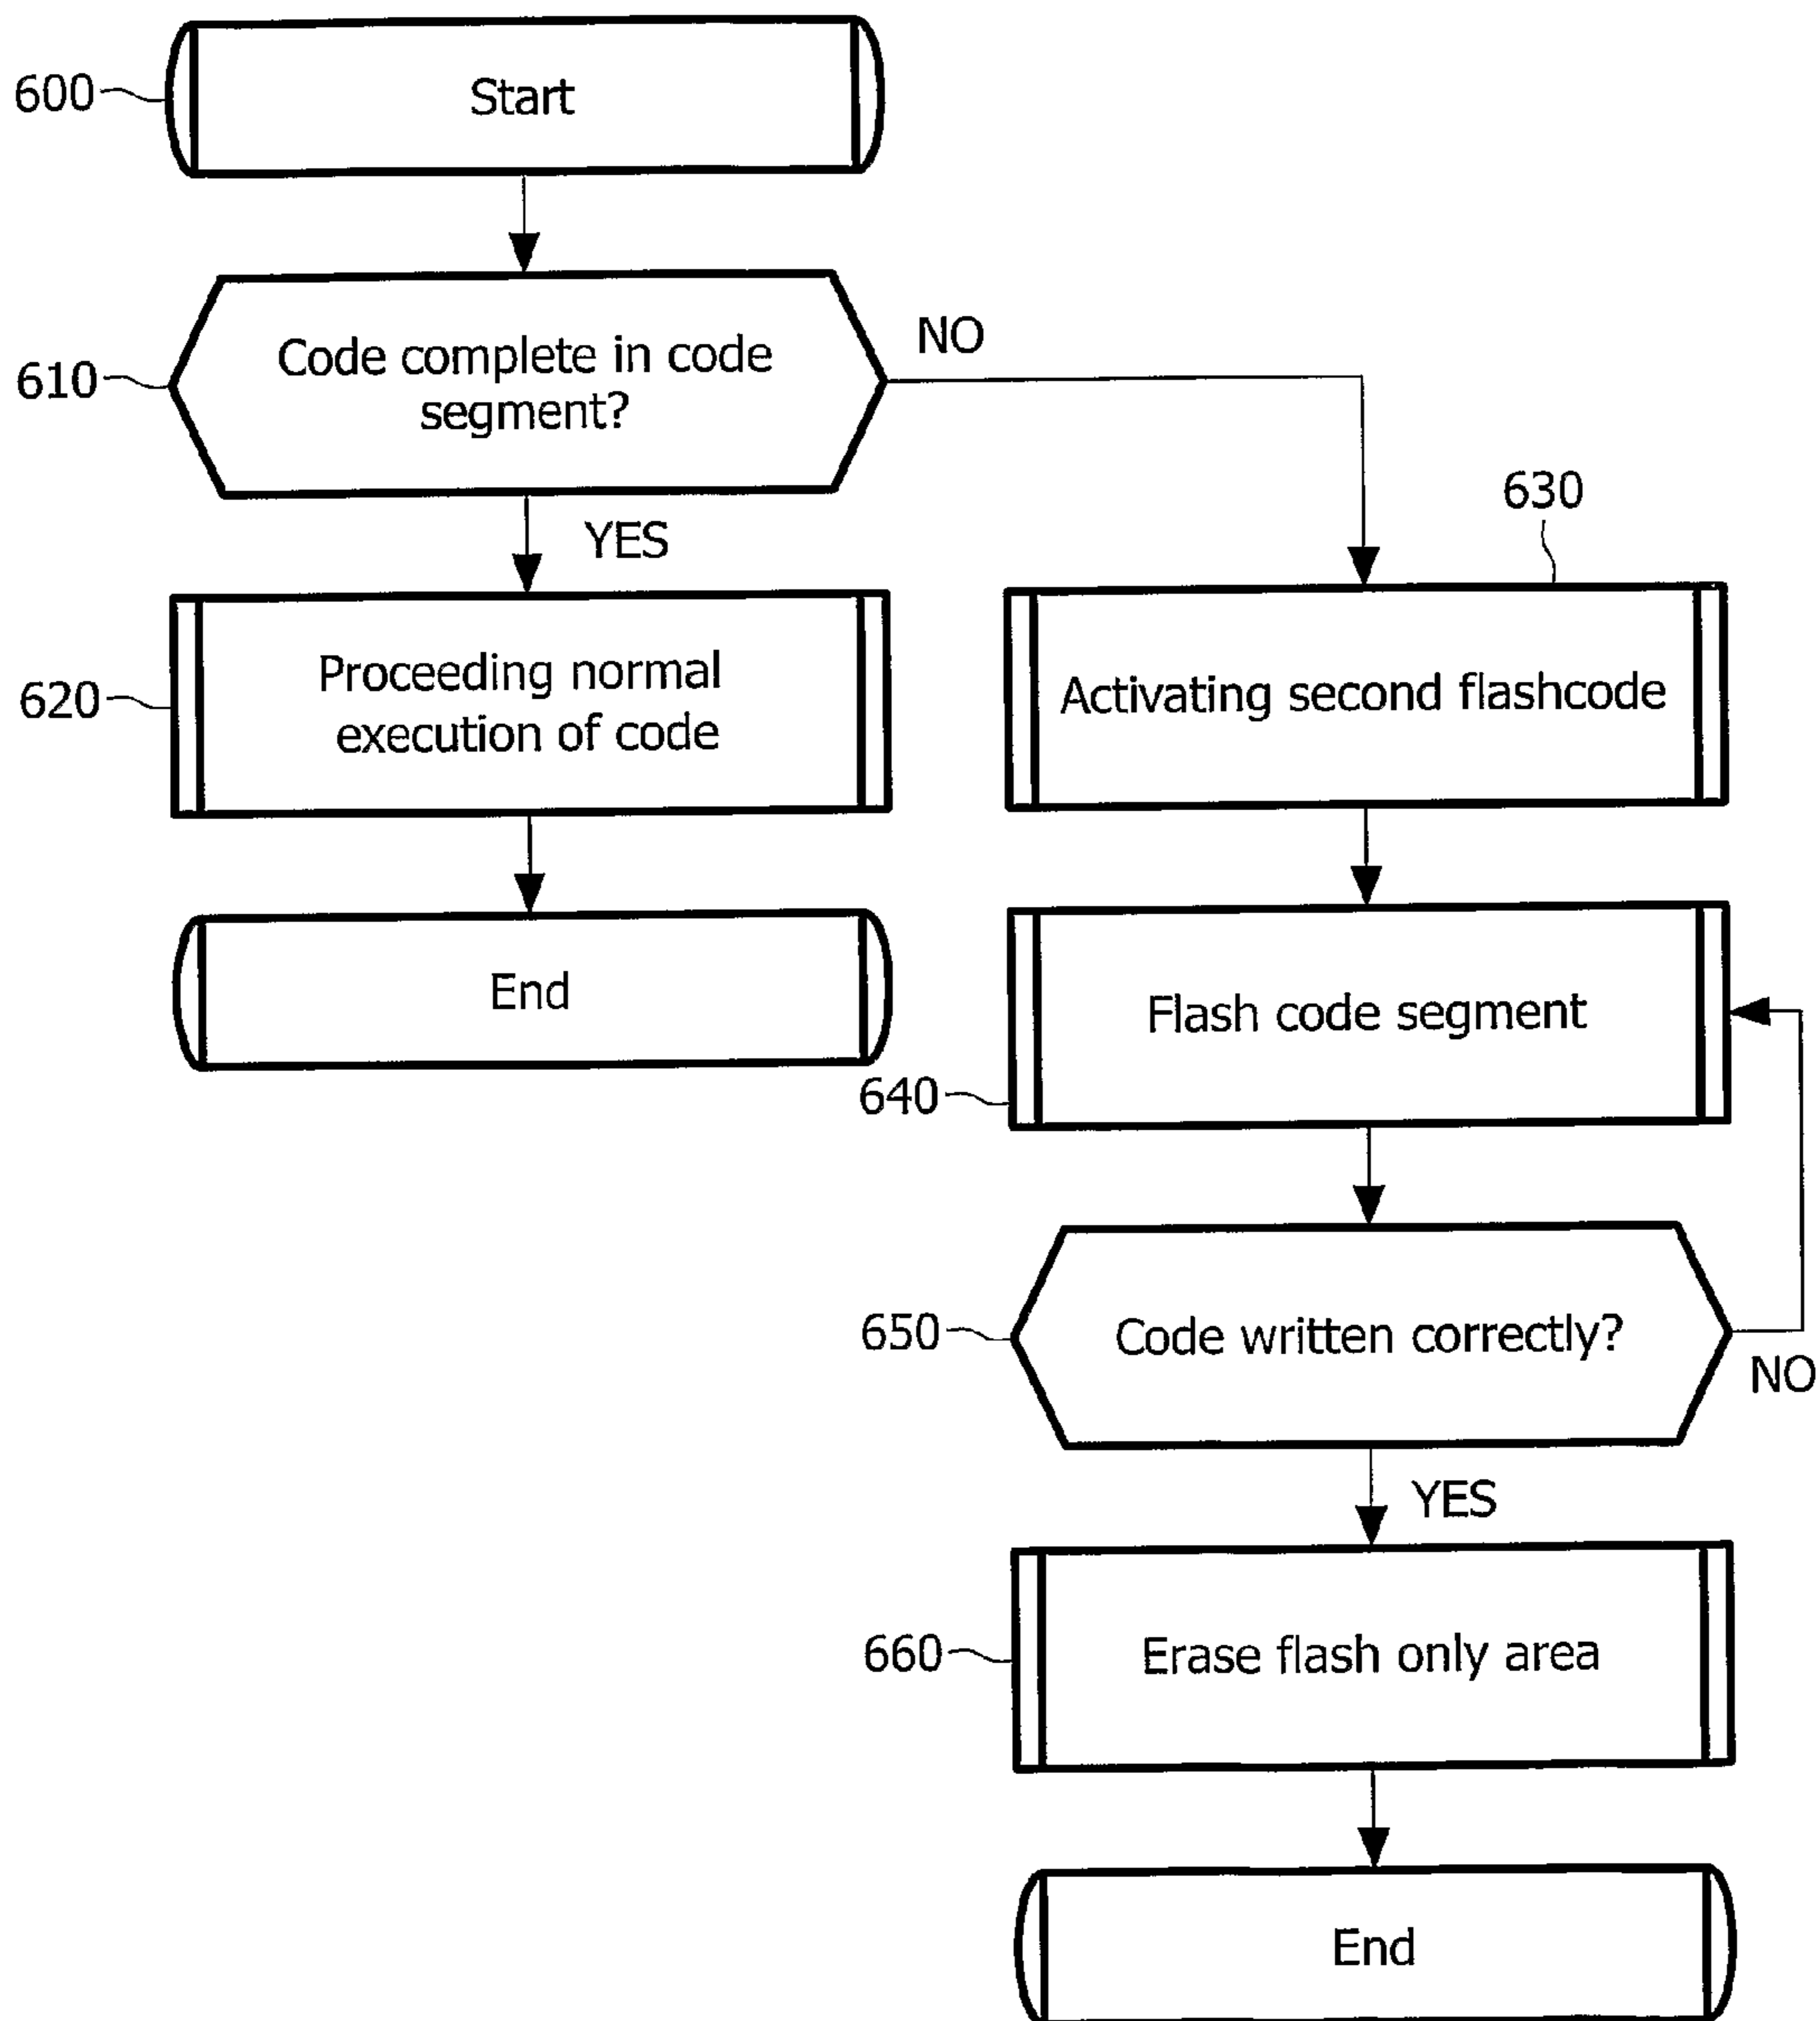 600
Start
610
Code complete in code
segment?
NO
YES
620
Proceeding normal
execution of code
End
630
Activating second flashcode
Flash code segment
640
650
Code written correctly?
NO
YES
660
Erase flash only area
End